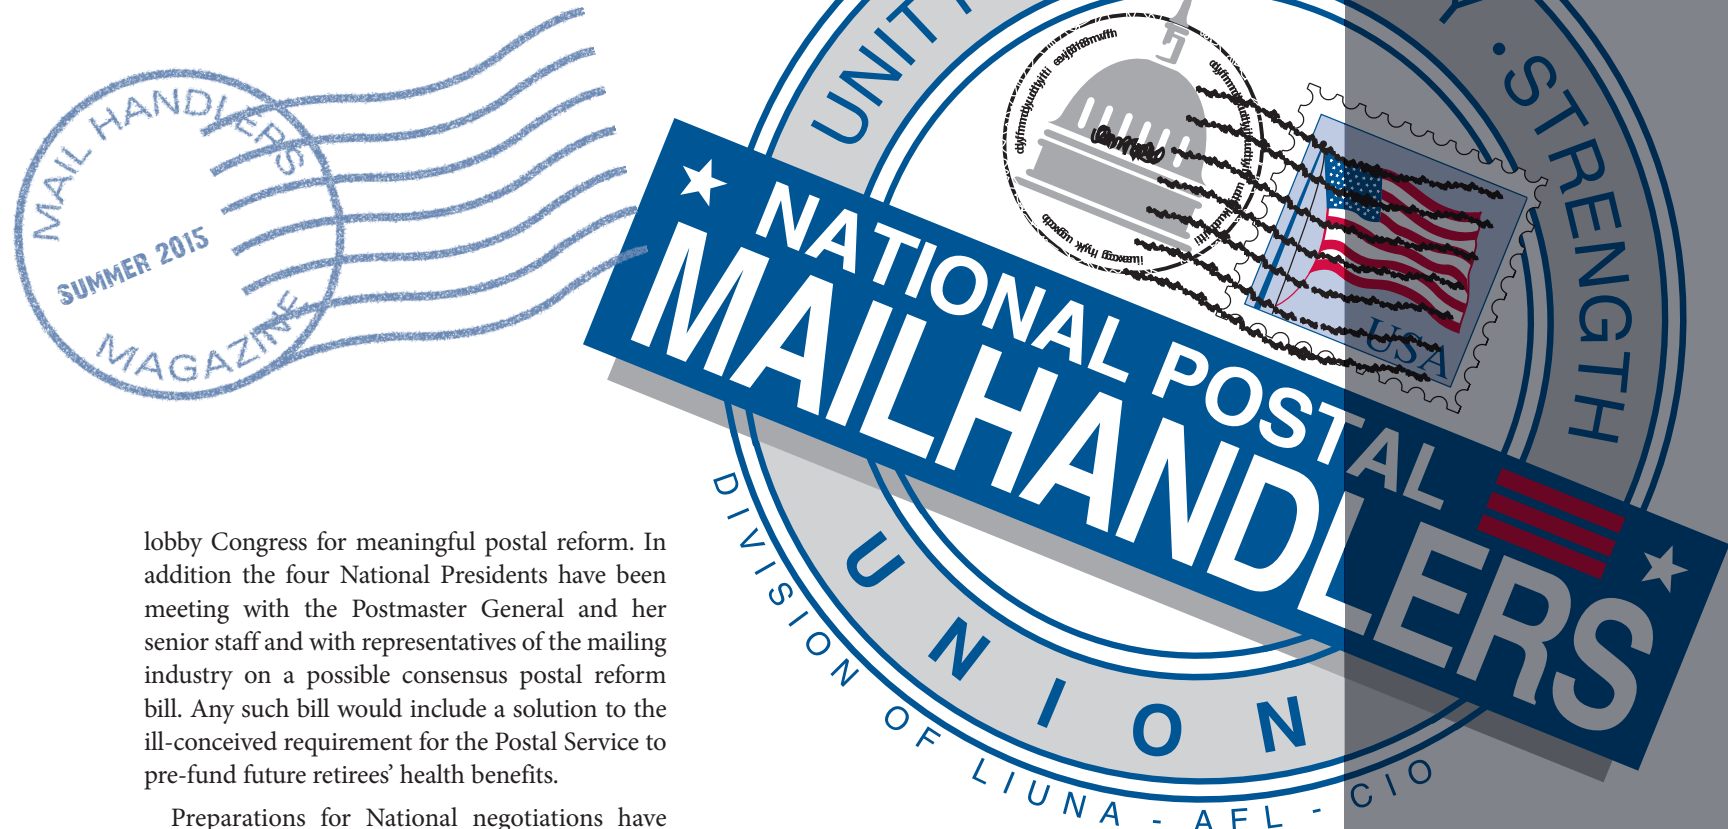 MAIL HANDLERS
SUMMER 2015
MAGAZINE
UNIT
Y · STRENGTH
USA
NATIONAL POSTAL
MAILHANDLERS
UNION
DIVISION OF LIUNA - AFL - CIO
lobby Congress for meaningful postal reform. In
addition the four National Presidents have been
meeting with the Postmaster General and her
senior staff and with representatives of the mailing
industry on a possible consensus postal reform
bill. Any such bill would include a solution to the
ill-conceived requirement for the Postal Service to
pre-fund future retirees’ health benefits.
Preparations for National negotiations have